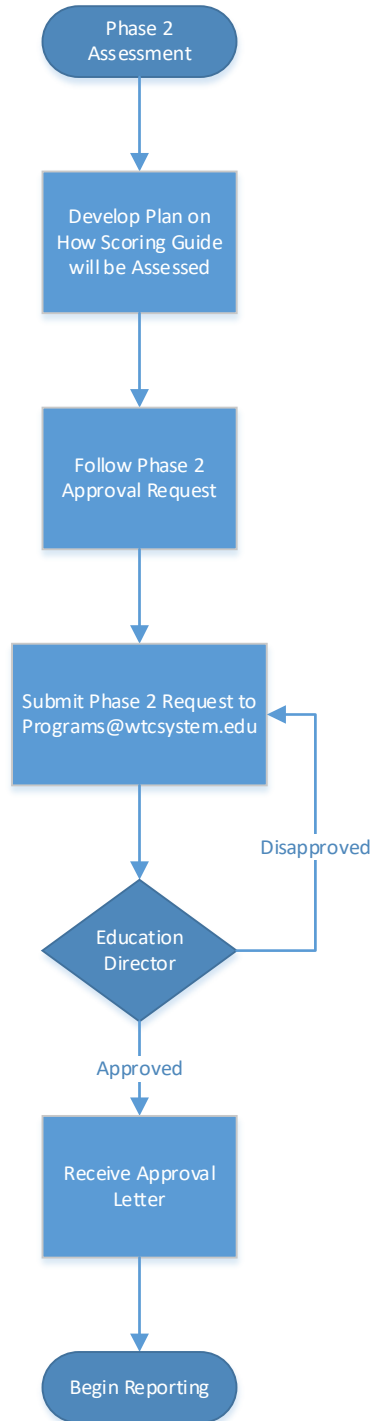 Phase 2
Assessment
Develop Plan on
How Scoring Guide
will be Assessed
Follow Phase 2
Approval Request
Submit Phase 2 Request to
Programs@wtcsystem.edu
Disapproved
Education
Director
Approved
Receive Approval
Letter
Begin Reporting